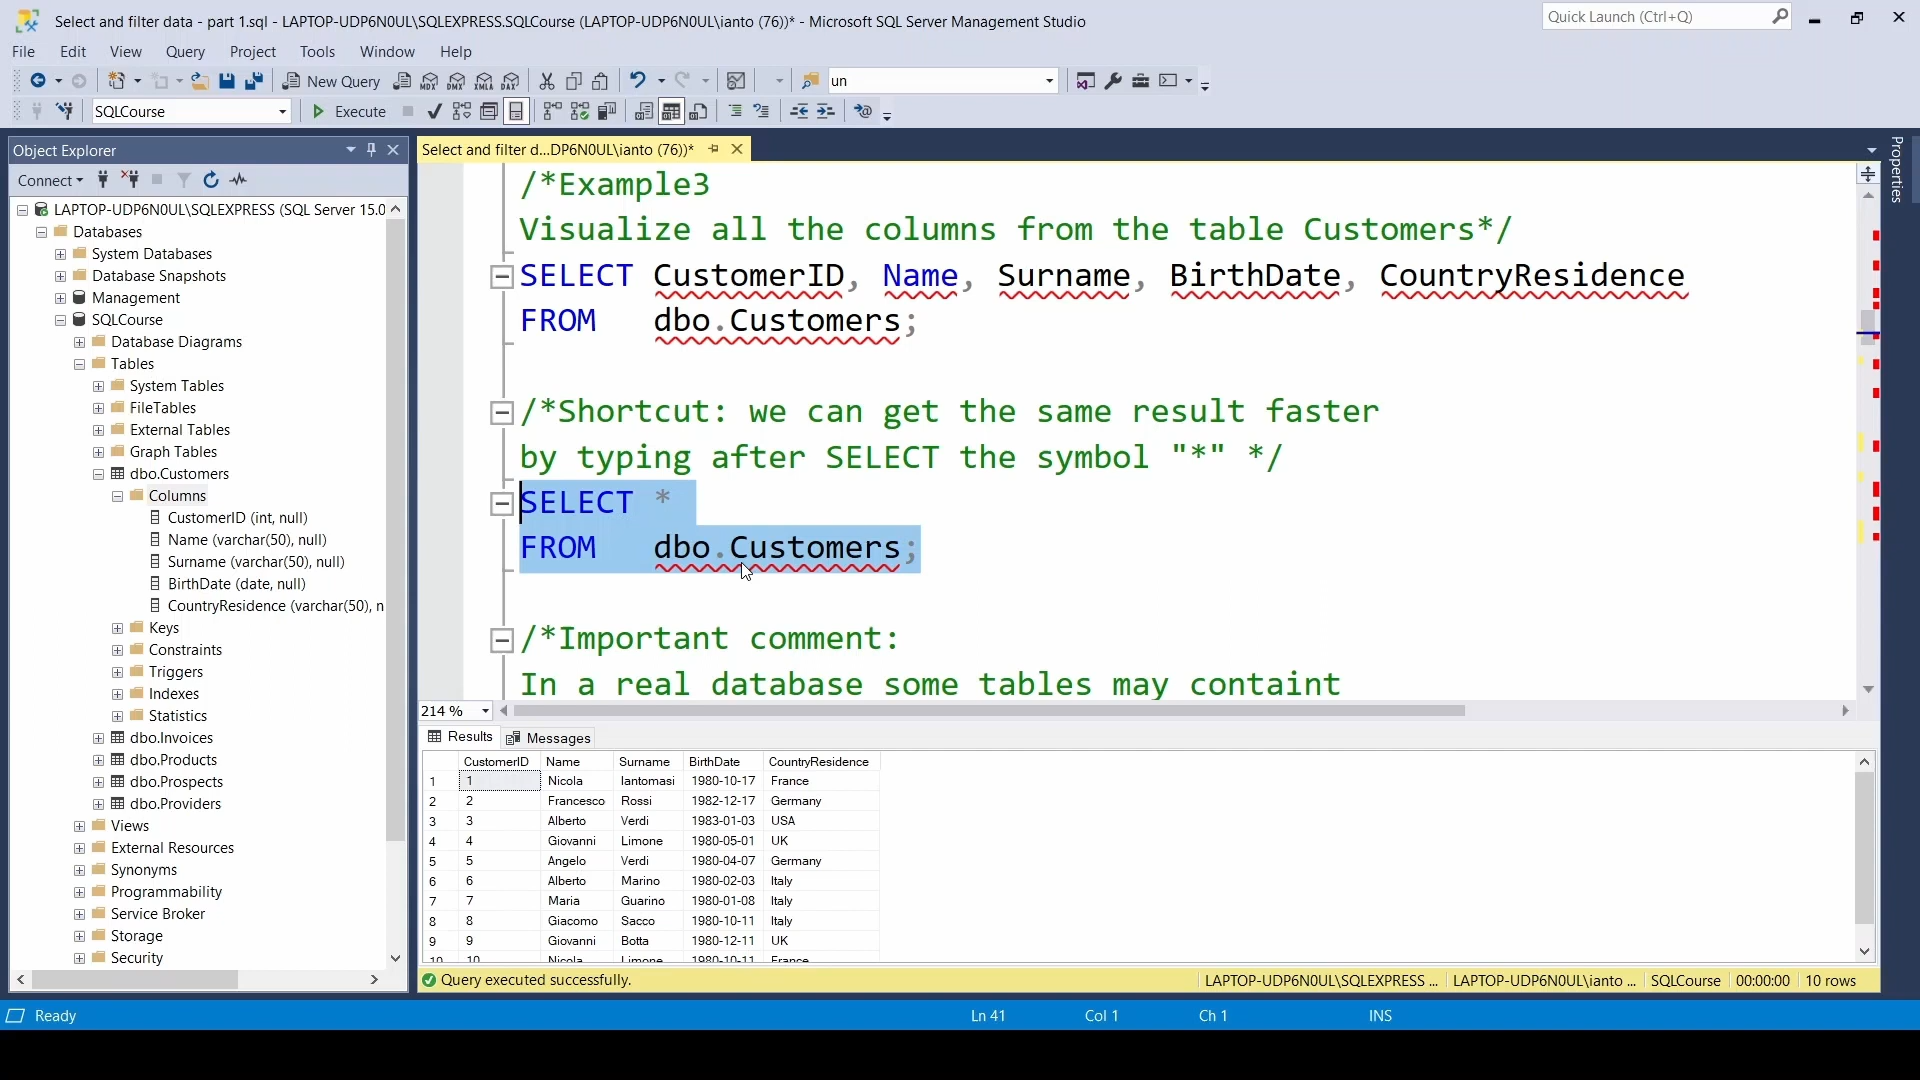 Select and filter data - part 1.sql - LAPTOP-UDP6N0UL\SQLEXPRESS.SQLCourse (LAPTOP-UDP6N0UL\ianto (76))* - Microsoft SQL Server Management Studio
Quick Launch (Ctrl+Q)
File Edit View Query Project Tools Window Help
New Query
MDX DMX XMLA DAX
un
SQLCourse
Execute
Object Explorer
Connect
LAPTOP-UDP6N0UL\SQLEXPRESS (SQL Server 15.0
Databases
System Databases
Database Snapshots
Management
SQLCourse
Database Diagrams
Tables
System Tables
FileTables
External Tables
Graph Tables
dbo.Customers
Columns
CustomerID (int, null)
Name (varchar(50), null)
Surname (varchar(50), null)
BirthDate (date, null)
CountryResidence (varchar(50), n
Keys
Constraints
Triggers
Indexes
Statistics
dbo.Invoices
dbo.Products
dbo.Prospects
dbo.Providers
Views
External Resources
Synonyms
Programmability
Service Broker
Storage
Security
Select and filter d...DP6N0UL\ianto (76))*
/*Example3
Visualize all the columns from the table Customers*/
SELECT CustomerID, Name, Surname, BirthDate, CountryResidence
FROM dbo.Customers;
/*Shortcut: we can get the same result faster
by typing after SELECT the symbol "*" */
SELECT *
FROM dbo.Customers;
/*Important comment:
In a real database some tables may containt
214 %
Results Messages
CustomerID Name Surname BirthDate CountryResidence
1 1 Nicola Iantomasi 1980-10-17 France
2 2 Francesco Rossi 1982-12-17 Germany
3 3 Alberto Verdi 1983-01-03 USA
4 4 Giovanni Limone 1980-05-01 UK
5 5 Angelo Verdi 1980-04-07 Germany
6 6 Alberto Marino 1980-02-03 Italy
7 7 Maria Guarino 1980-01-08 Italy
8 8 Giacomo Sacco 1980-10-11 Italy
9 9 Giovanni Botta 1980-12-11 UK
10 10 Nicola Limone 1980-10-11 France
Query executed successfully.
LAPTOP-UDP6N0UL\SQLEXPRESS ... LAPTOP-UDP6N0UL\ianto ... SQLCourse 00:00:00 10 rows
Properties
Ready
Ln 41 Col 1 Ch 1 INS